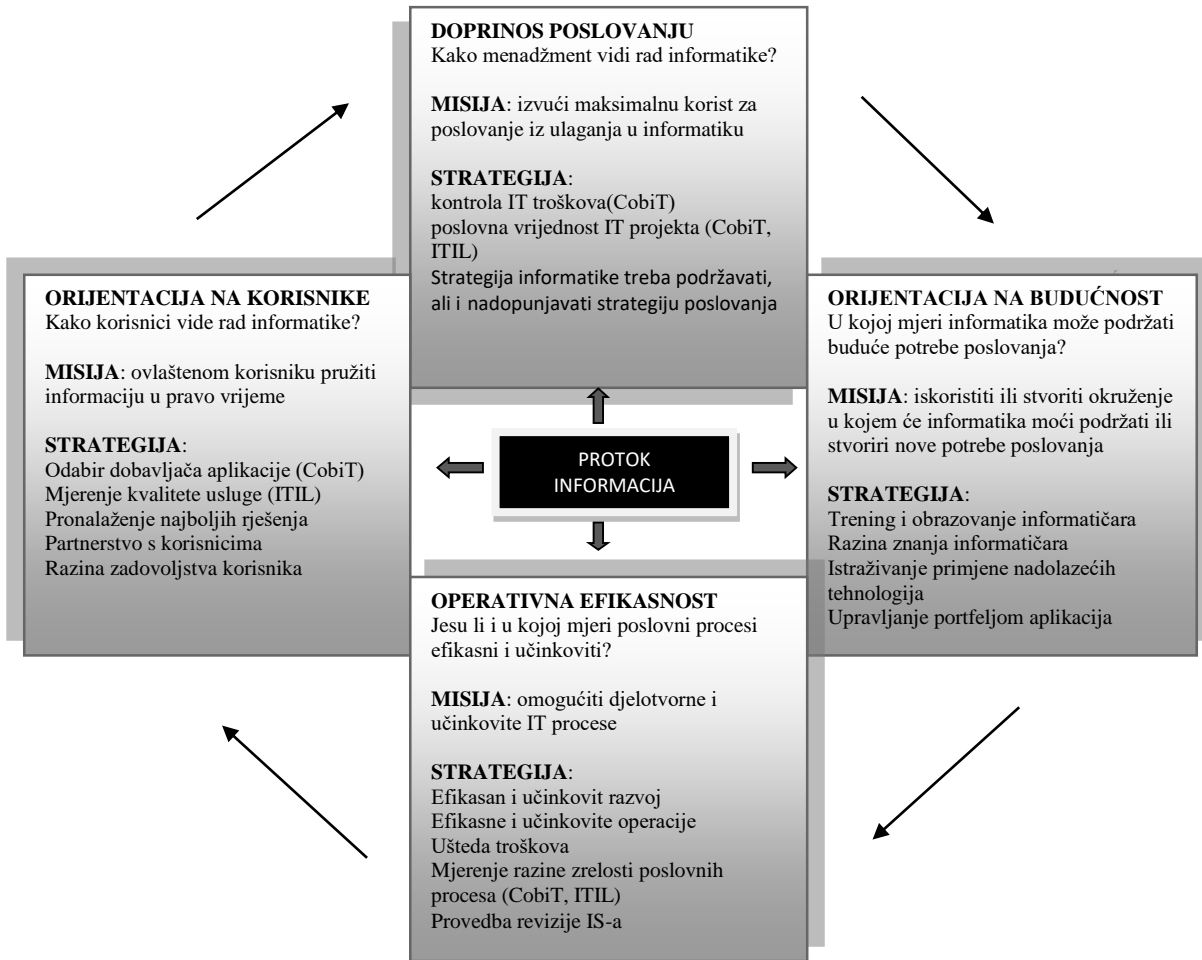 DOPRINOS POSLOVANJU
Kako menadžment vidi rad informatike?
MISIJA: izvući maksimalnu korist za
poslovanje iz ulaganja u informatiku
STRATEGIJA:
kontrola IT troškova(CobiT)
poslovna vrijednost IT projekta (CobiT,
ITIL)
Strategija informatike treba podržavati,
ali i nadopunjavati strategiju poslovanja
ORIJENTACIJA NA KORISNIKE
Kako korisnici vide rad informatike?
MISIJA: ovlaštenom korisniku pružiti
informaciju u pravo vrijeme
STRATEGIJA:
Odabir dobavljača aplikacije (CobiT)
Mjerenje kvalitete usluge (ITIL)
Pronalaženje najboljih rješenja
Partnerstvo s korisnicima
Razina zadovoljstva korisnika
PROTOK
INFORMACIJA
ORIJENTACIJA NA BUDUĆNOST
U kojoj mjeri informatika može podržati
buduće potrebe poslovanja?
MISIJA: iskoristiti ili stvoriti okruženje
u kojem će informatika moći podržati ili
stvoriri nove potrebe poslovanja
STRATEGIJA:
Trening i obrazovanje informatičara
Razina znanja informatičara
Istraživanje primjene nadolazećih
tehnologija
Upravljanje portfeljom aplikacija
OPERATIVNA EFIKASNOST
Jesu li i u kojoj mjeri poslovni procesi
efikasni i učinkoviti?
MISIJA: omogućiti djelotvorne i
učinkovite IT procese
STRATEGIJA:
Efikasan i učinkovit razvoj
Efikasne i učinkovite operacije
Ušteda troškova
Mjerenje razine zrelosti poslovnih
procesa (CobiT, ITIL)
Provedba revizije IS-a